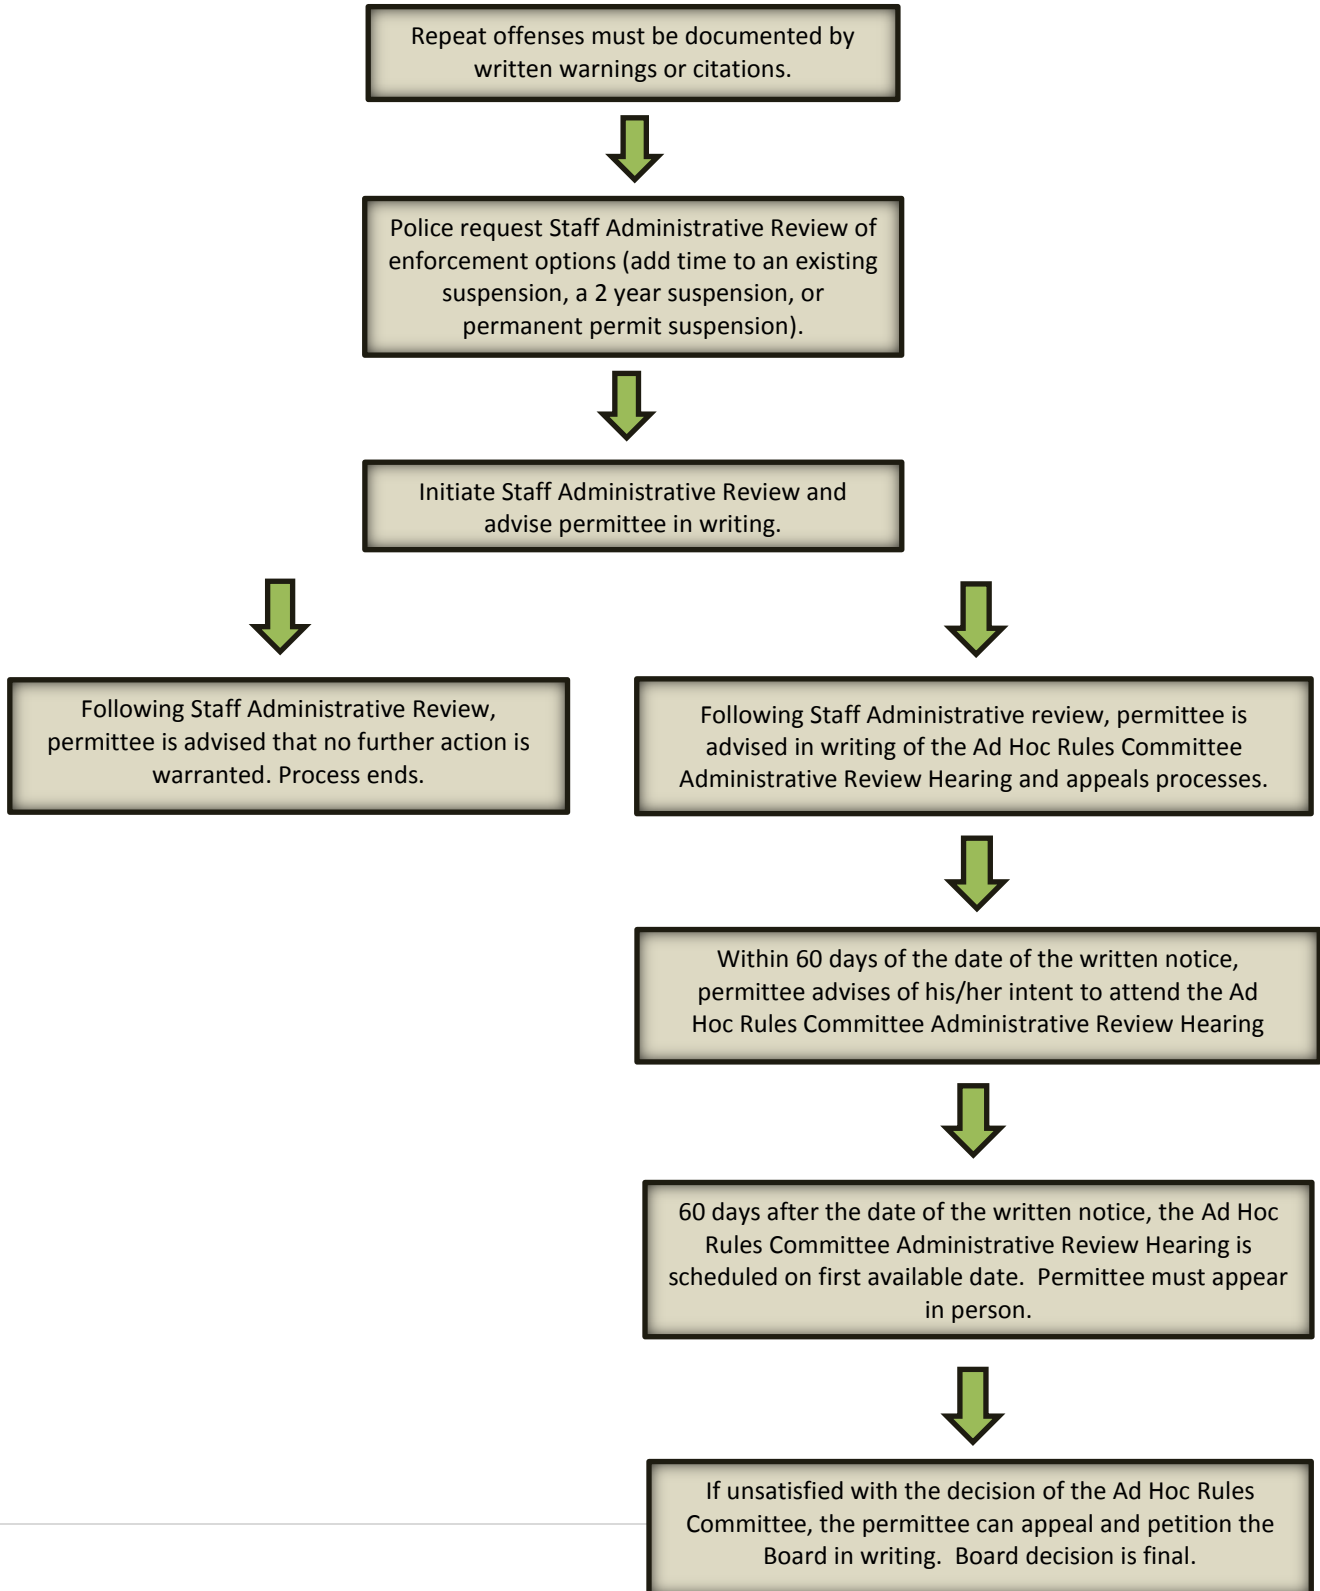 Repeat offenses must be documented by
written warnings or citations.
Police request Staff Administrative Review of
enforcement options (add time to an existing
suspension, a 2 year suspension, or
permanent permit suspension).
Initiate Staff Administrative Review and
advise permittee in writing.
Following Staff Administrative Review,
permittee is advised that no further action is
warranted. Process ends.
Following Staff Administrative review, permittee is
advised in writing of the Ad Hoc Rules Committee
Administrative Review Hearing and appeals processes.
Within 60 days of the date of the written notice,
permittee advises of his/her intent to attend the Ad
Hoc Rules Committee Administrative Review Hearing
60 days after the date of the written notice, the Ad Hoc
Rules Committee Administrative Review Hearing is
scheduled on first available date.  Permittee must appear
in person.
If unsatisfied with the decision of the Ad Hoc Rules
Committee, the permittee can appeal and petition the
Board in writing.  Board decision is final.